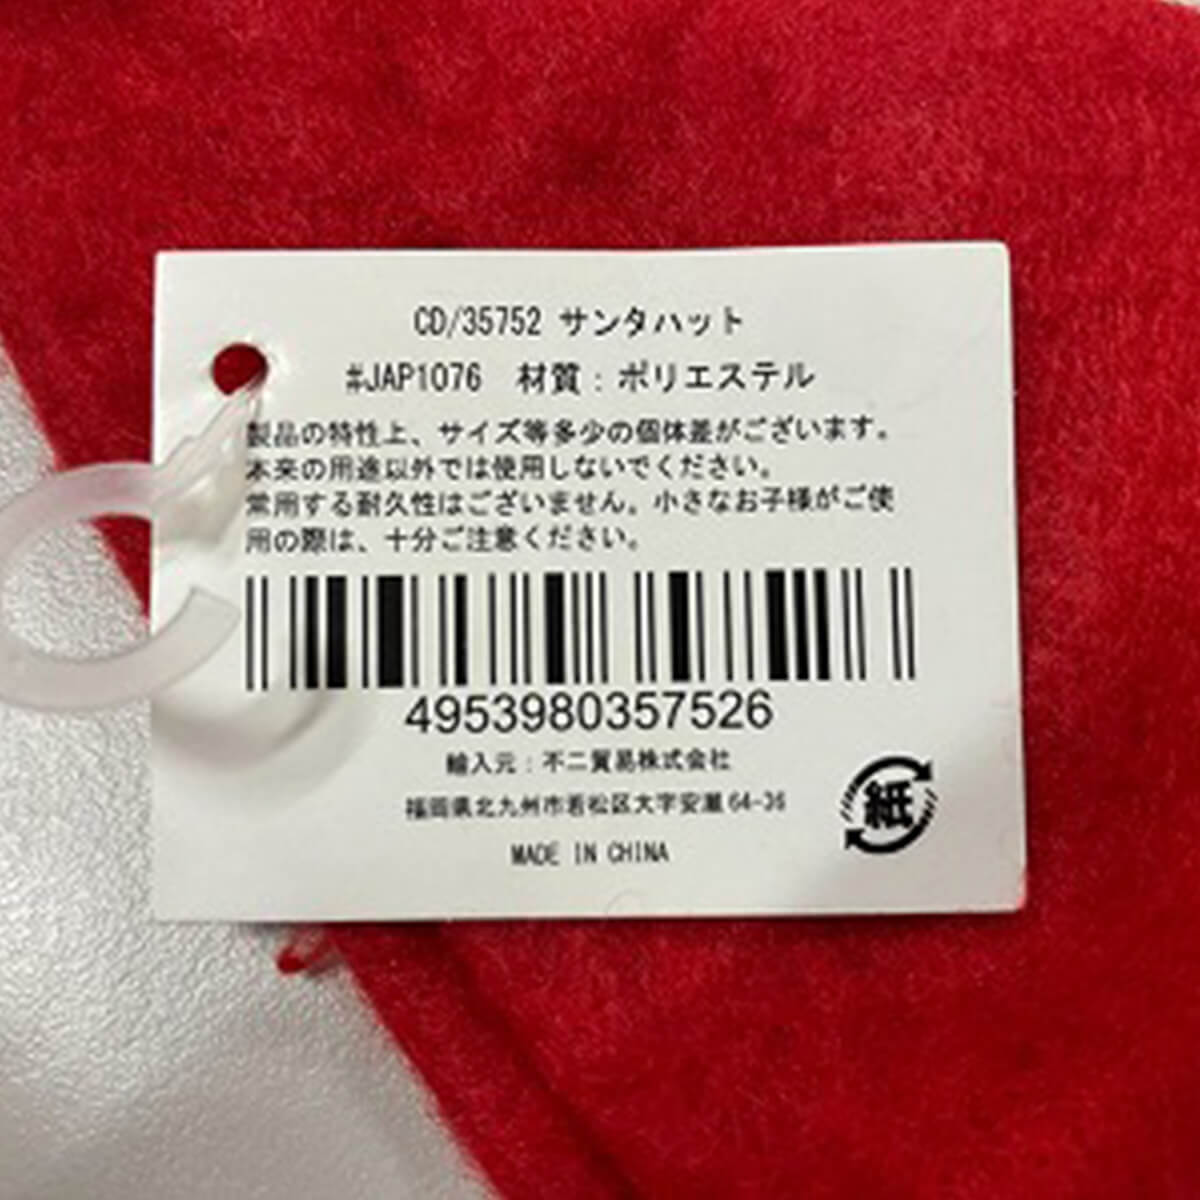 CD/35752 サンタハット
#JAP1076 材質：ポリエステル
製品の特性上、サイズ等多少の個体差がございます。
本来の用途以外では使用しないでください。
常用する耐久性はございません。小さなお子様がご使
用の際は、十分ご注意ください。
4953980357526
輸入元：不二貿易株式会社
福岡県北九州市若松区大字安瀬64-36
MADE IN CHINA
紙